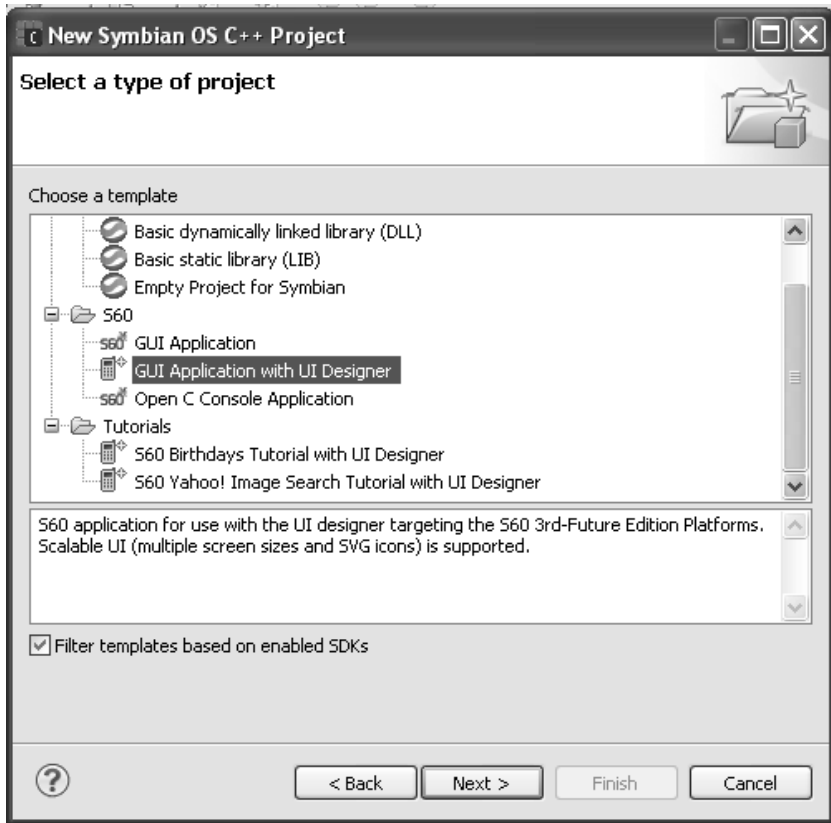 New Symbian OS C++ Project
Select a type of project
Choose a template
Basic dynamically linked library (DLL)
Basic static library (LIB)
Empty Project for Symbian
S60
S60 GUI Application
GUI Application with UI Designer
S60 Open C Console Application
Tutorials
S60 Birthdays Tutorial with UI Designer
S60 Yahoo! Image Search Tutorial with UI Designer
S60 application for use with the UI designer targeting the S60 3rd-Future Edition Platforms.
Scalable UI (multiple screen sizes and SVG icons) is supported.
Filter templates based on enabled SDKs
? < Back Next > Finish Cancel